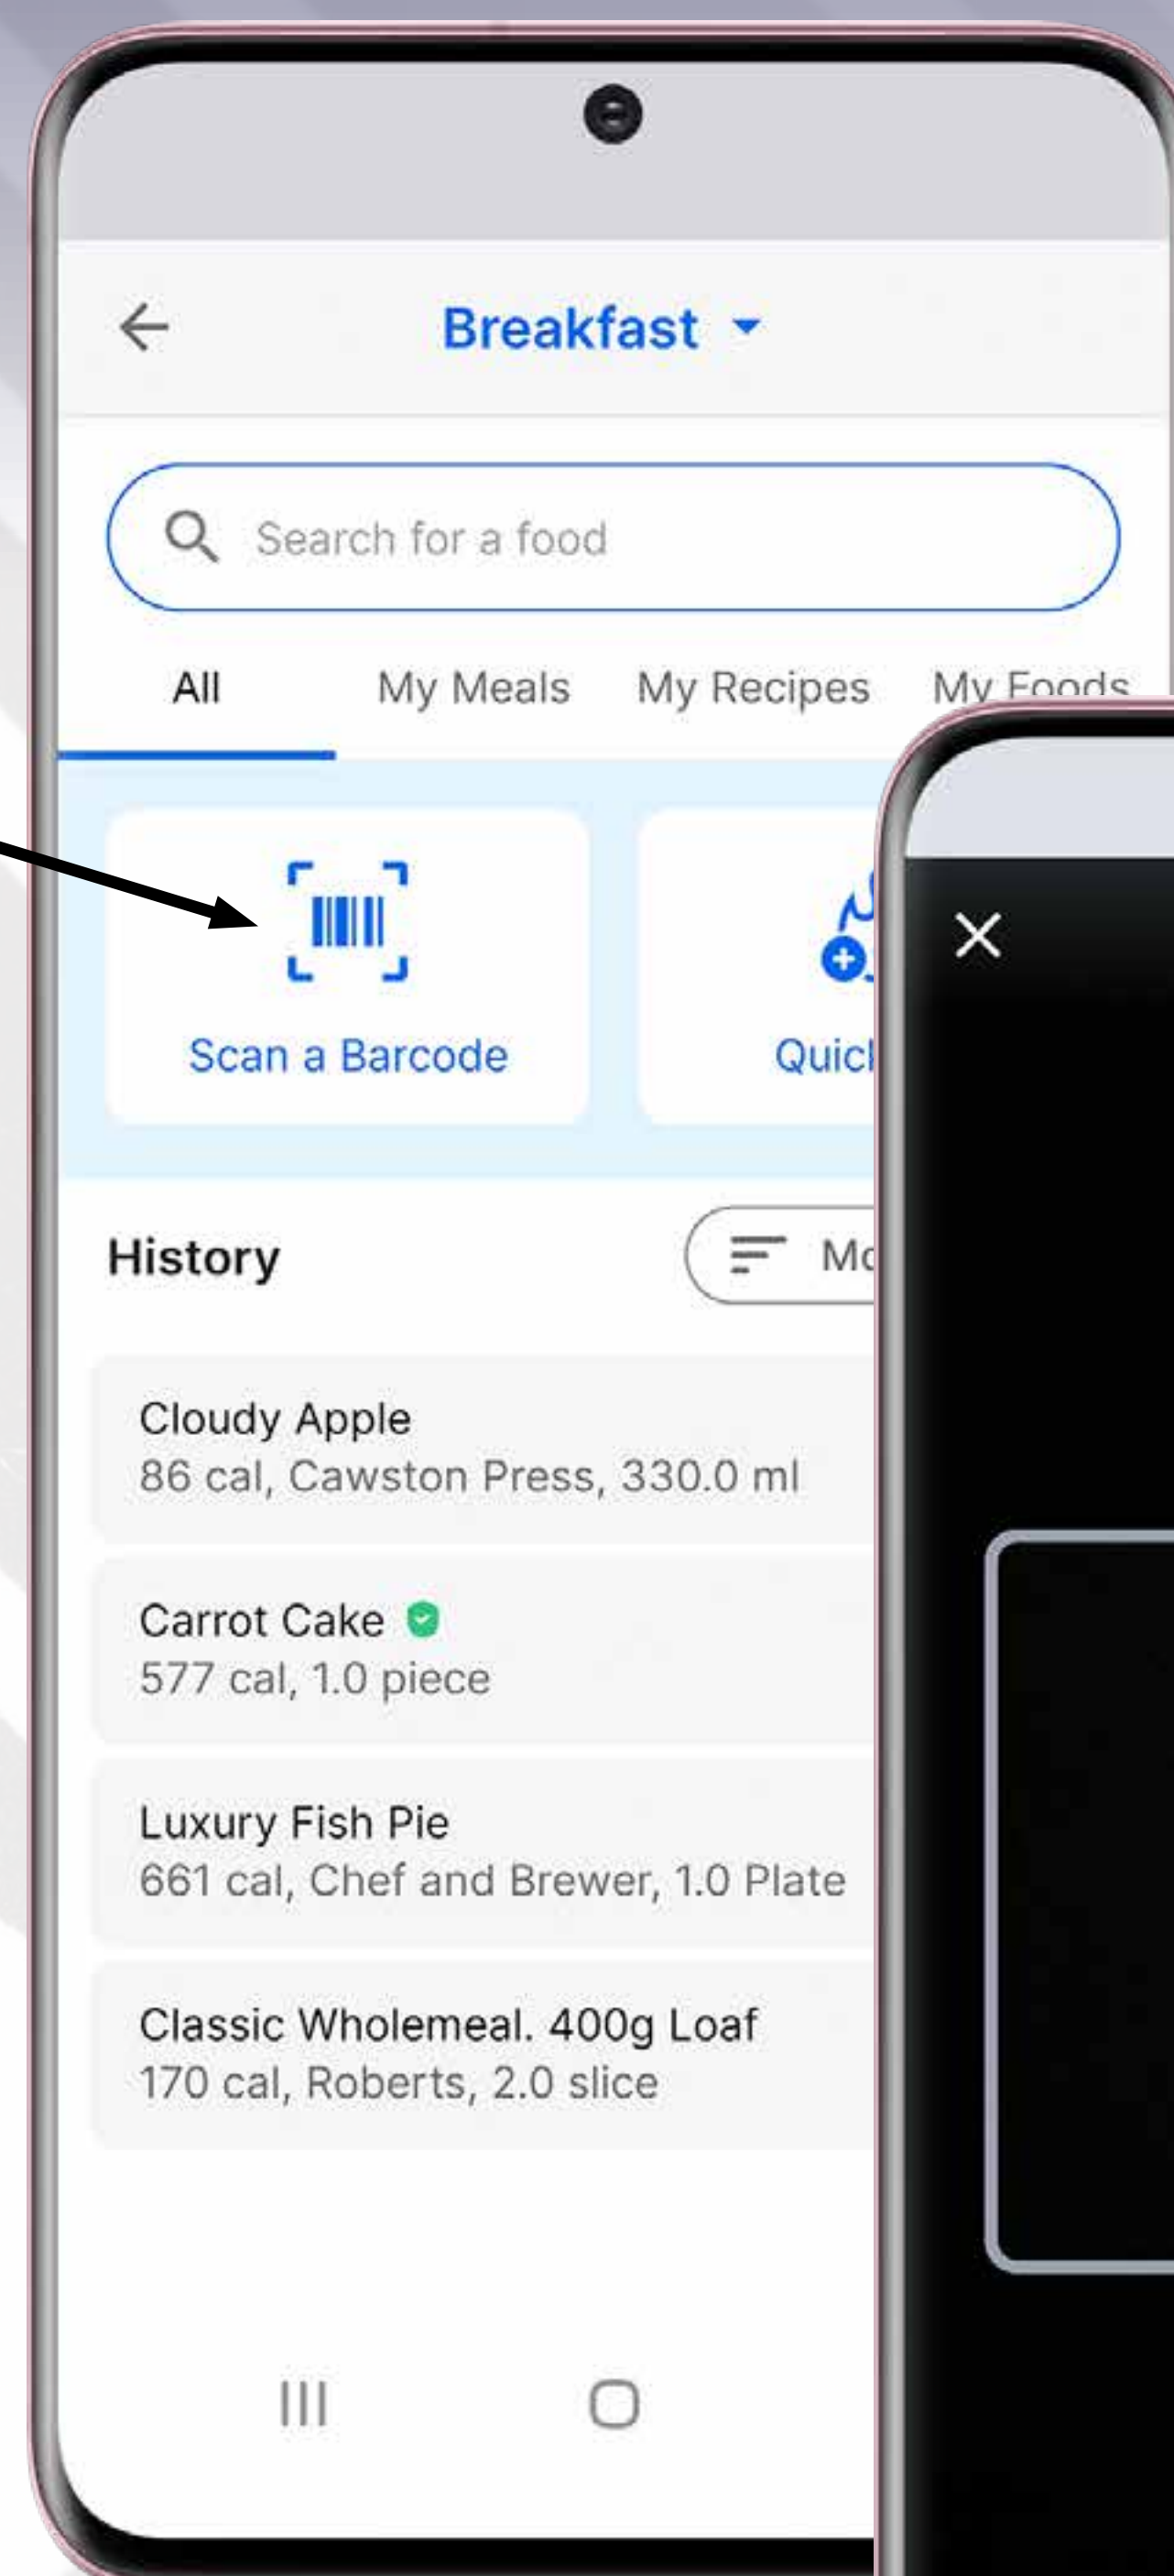 Breakfast
Search for a food
All My Meals My Recipes My Foods
Scan a Barcode
History
Cloudy Apple
86 cal, Cawston Press, 330.0 ml
Carrot Cake
577 cal, 1.0 piece
Luxury Fish Pie
661 cal, Chef and Brewer, 1.0 Plate
Classic Wholemeal. 400g Loaf
170 cal, Roberts, 2.0 slice